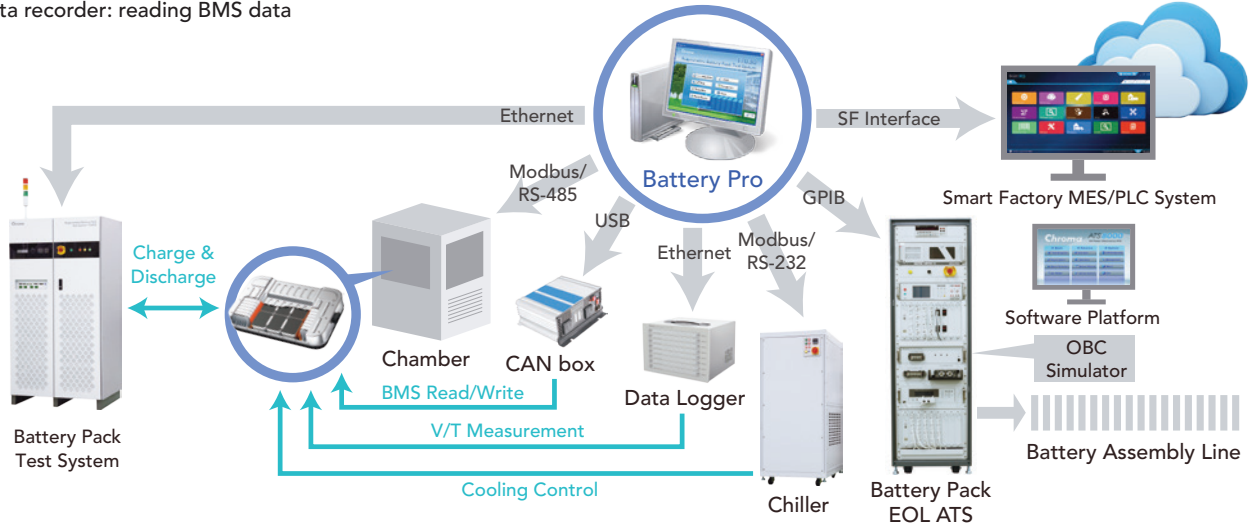 ta recorder: reading BMS data
Ethernet
SF Interface
Battery Pro
Modbus/
RS-485
USB
Ethernet
Modbus/
RS-232
GPIB
Smart Factory MES/PLC System
Charge &
Discharge
Chroma
Software Platform
OBC
Simulator
Chamber
CAN box
BMS Read/Write
Data Logger
V/T Measurement
Battery Pack
Test System
Battery Assembly Line
Cooling Control
Chiller
Battery Pack
EOL ATS